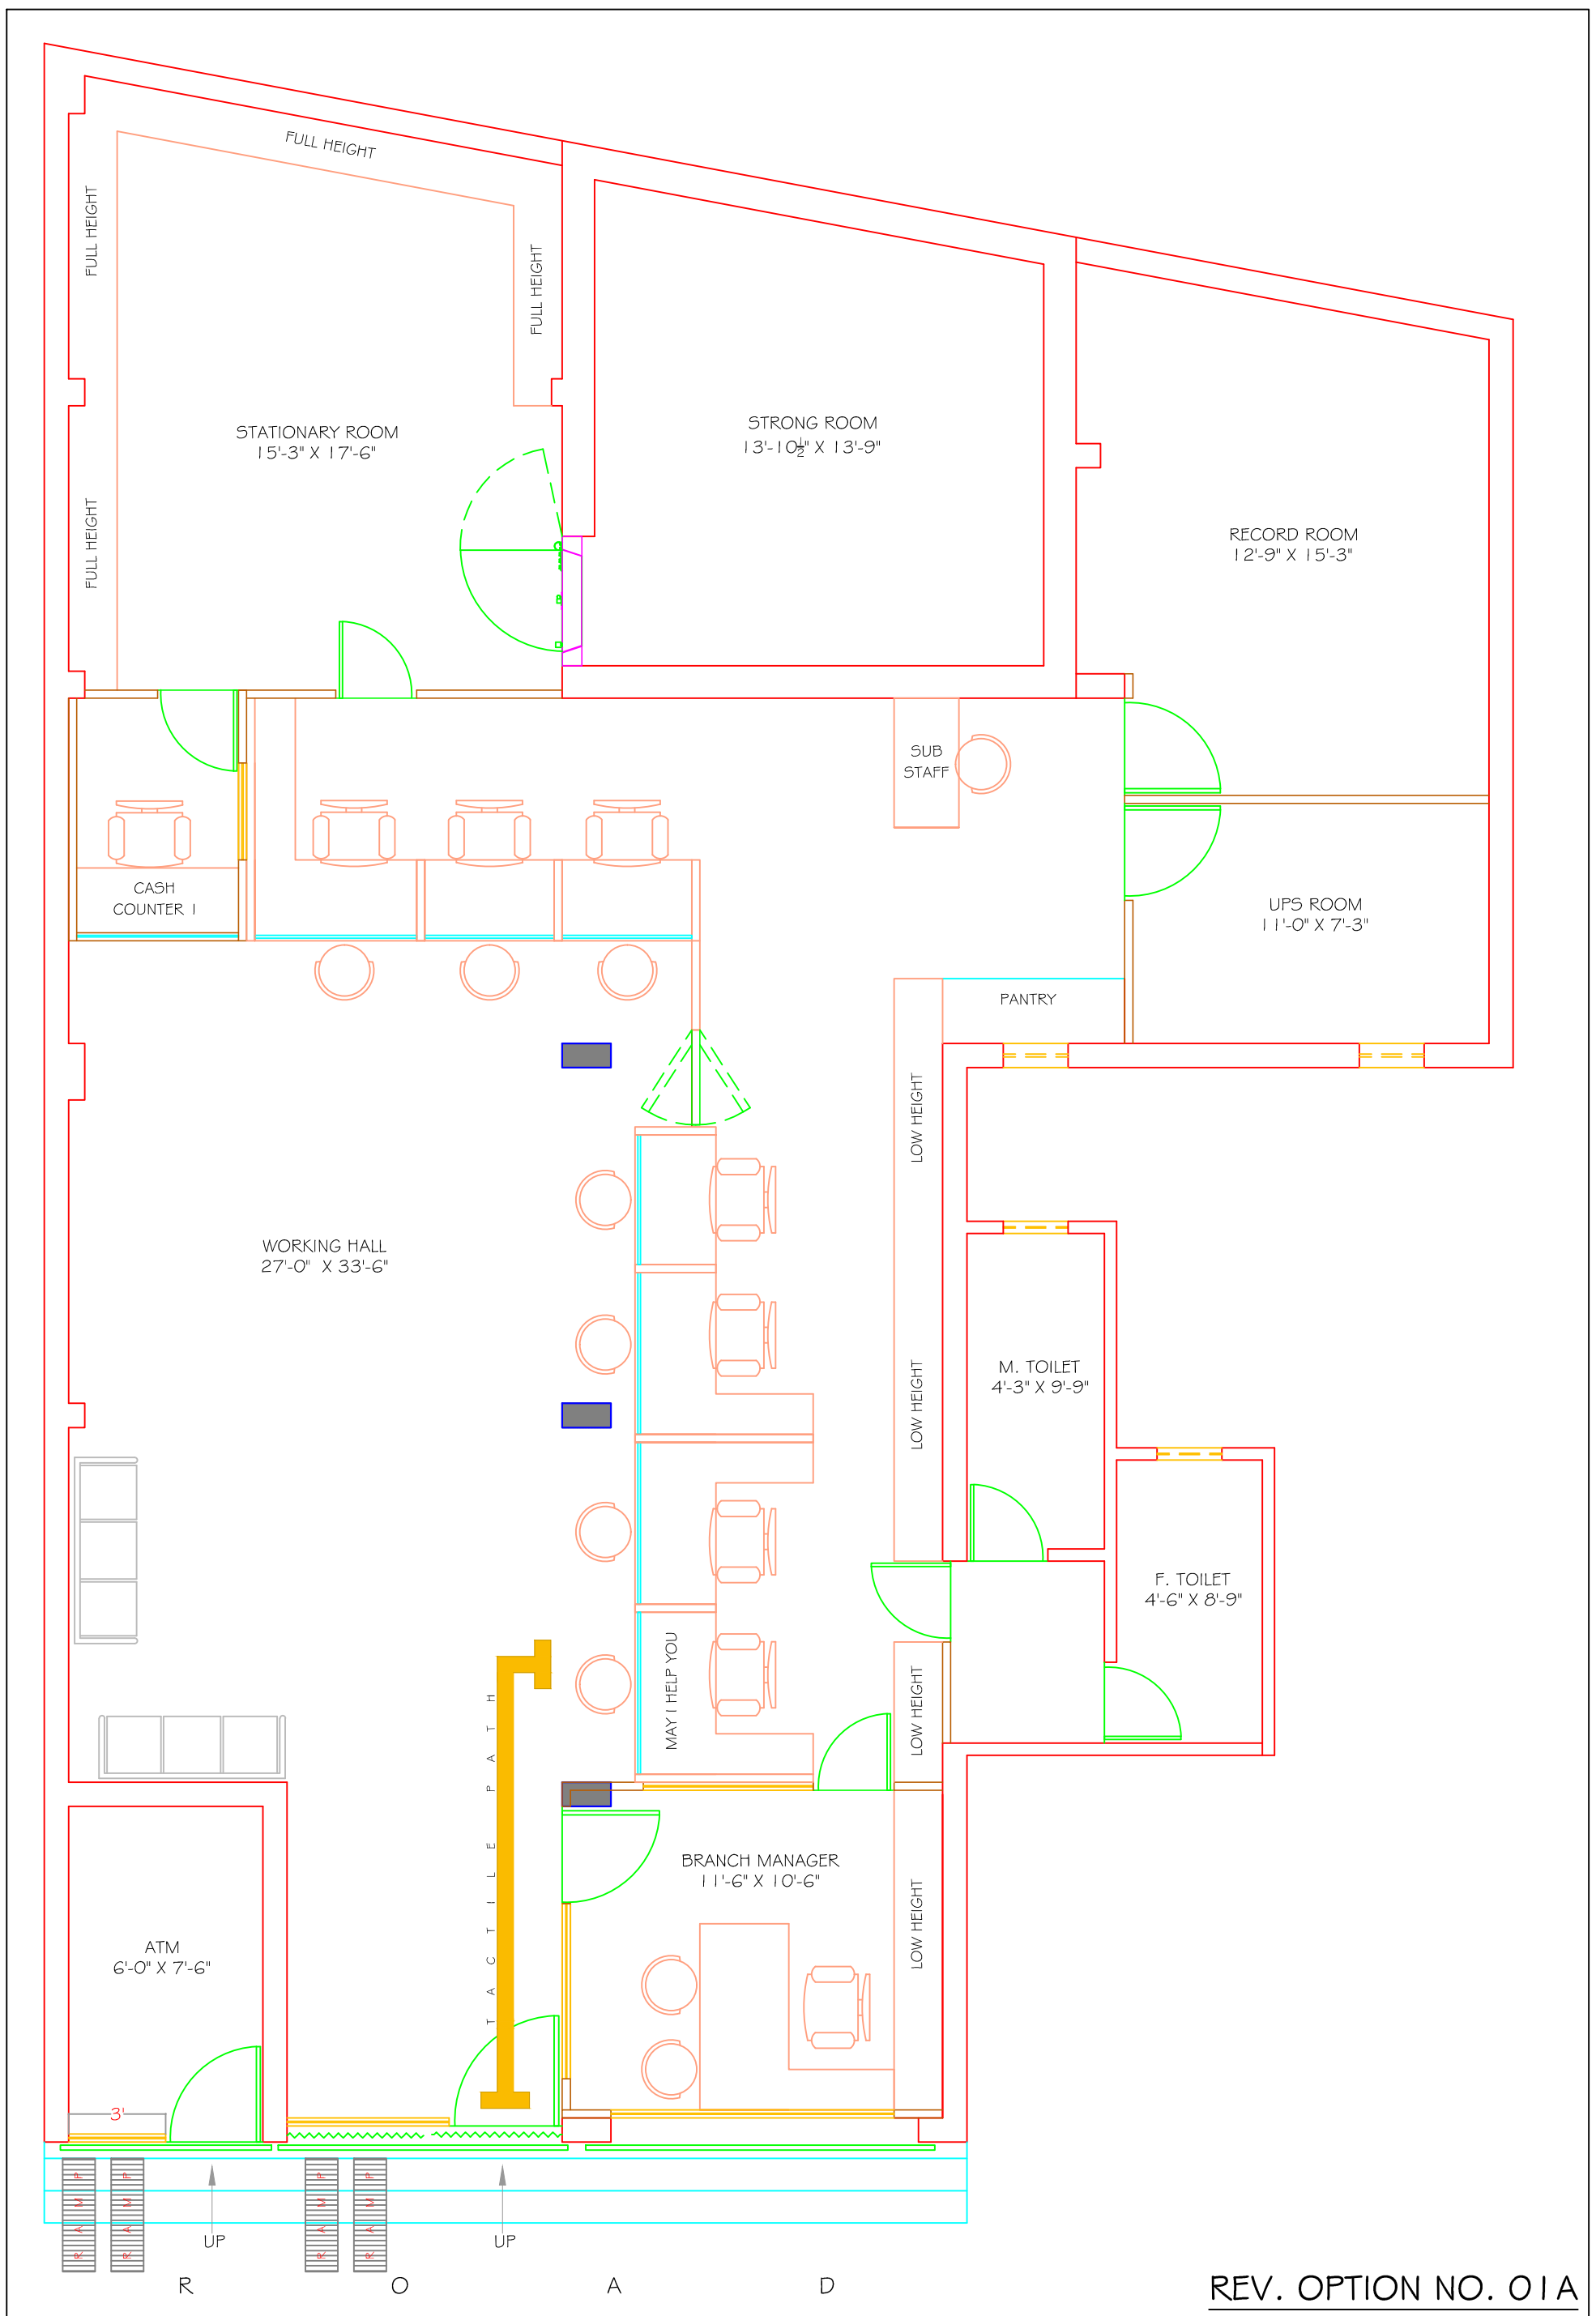 FULL HEIGHT
FULL HEIGHT
FULL HEIGHT
STATIONARY ROOM
15'-3" X 17'-6"
STRONG ROOM
13'-10½" X 13'-9"
FULL HEIGHT
RECORD ROOM
12'-9" X 15'-3"
SUB
STAFF
CASH
COUNTER 1
UPS ROOM
11'-0" X 7'-3"
PANTRY
LOW HEIGHT
WORKING HALL
27'-0" X 33'-6"
LOW HEIGHT
M. TOILET
4'-3" X 9'-9"
F. TOILET
4'-6" X 8'-9"
MAY I HELP YOU
LOW HEIGHT
TACTILE PATH
BRANCH MANAGER
11'-6" X 10'-6"
LOW HEIGHT
ATM
6'-0" X 7'-6"
3'
RAMP
RAMP
RAMP
RAMP
UP
UP
R O A D
REV. OPTION NO. 01A